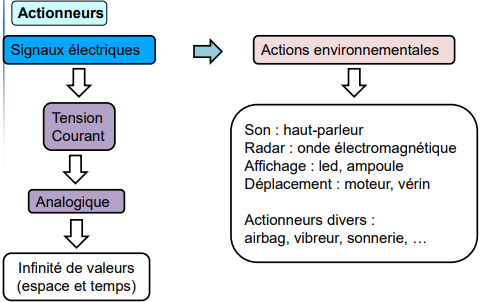 Actionneurs
Signaux électriques
Actions environnementales
Tension
Courant
Analogique
Infinité de valeurs
(espace et temps)
Son : haut-parleur
Radar : onde électromagnétique
Affichage : led, ampoule
Déplacement : moteur, vérin
Actionneurs divers :
airbag, vibreur, sonnerie, …